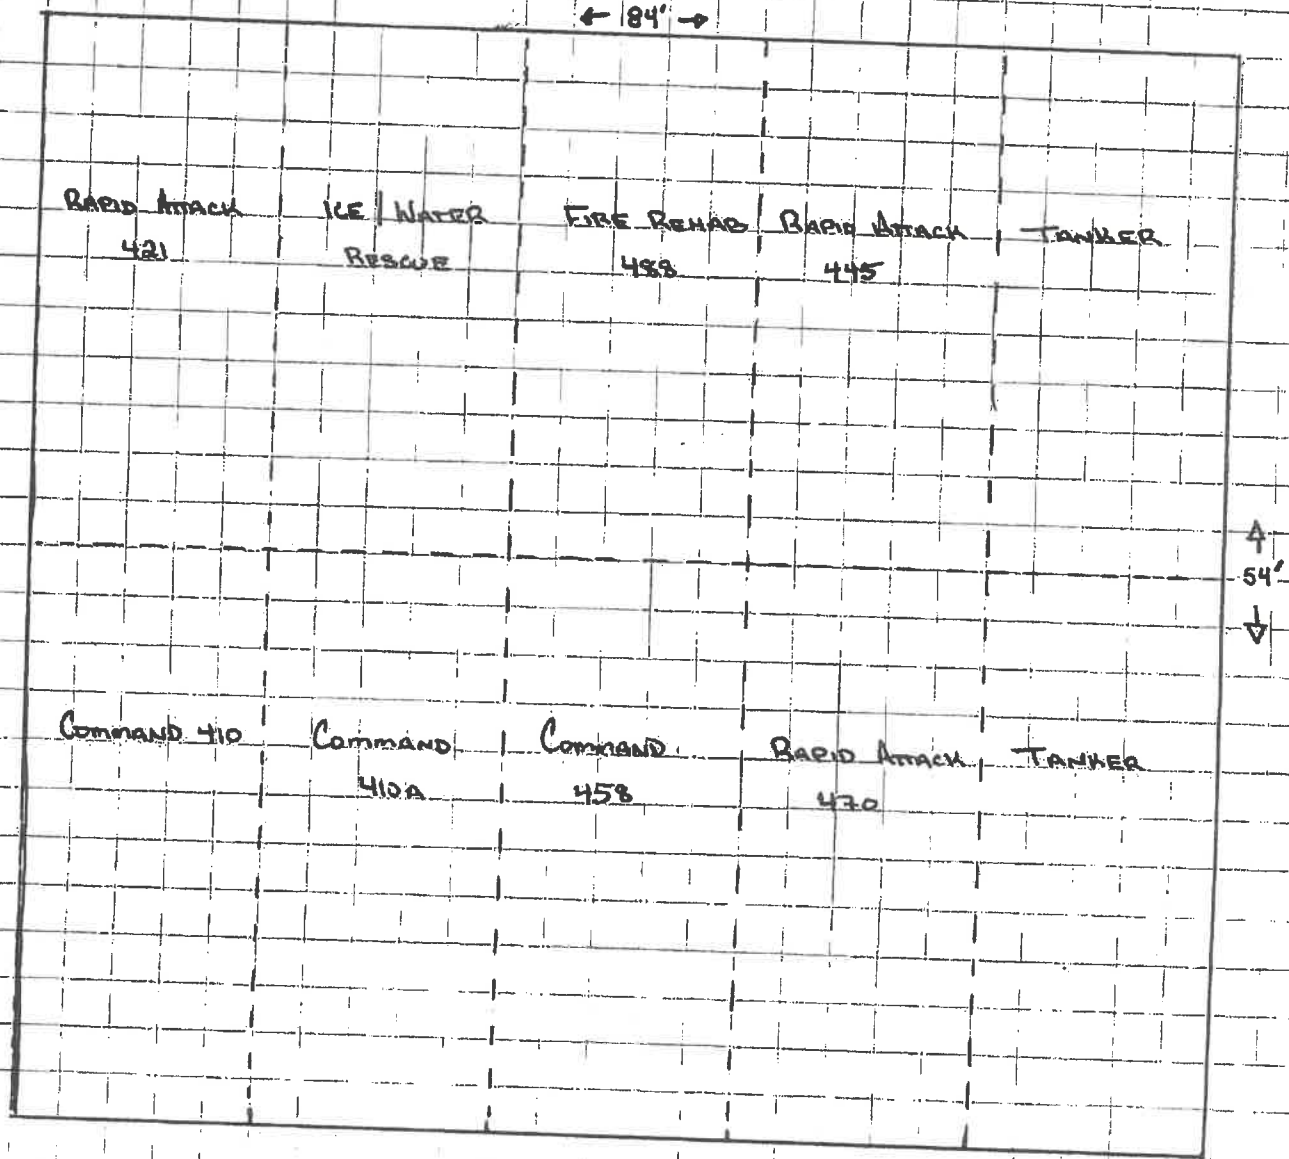 ← 84' →
RAPID ATTACK
421
ICE / WATER
RESCUE
FIRE REHAB
488
RAPID ATTACK
445
TANKER
54'
COMMAND 410
COMMAND
410A
COMMAND
458
RAPID ATTACK
470
TANKER